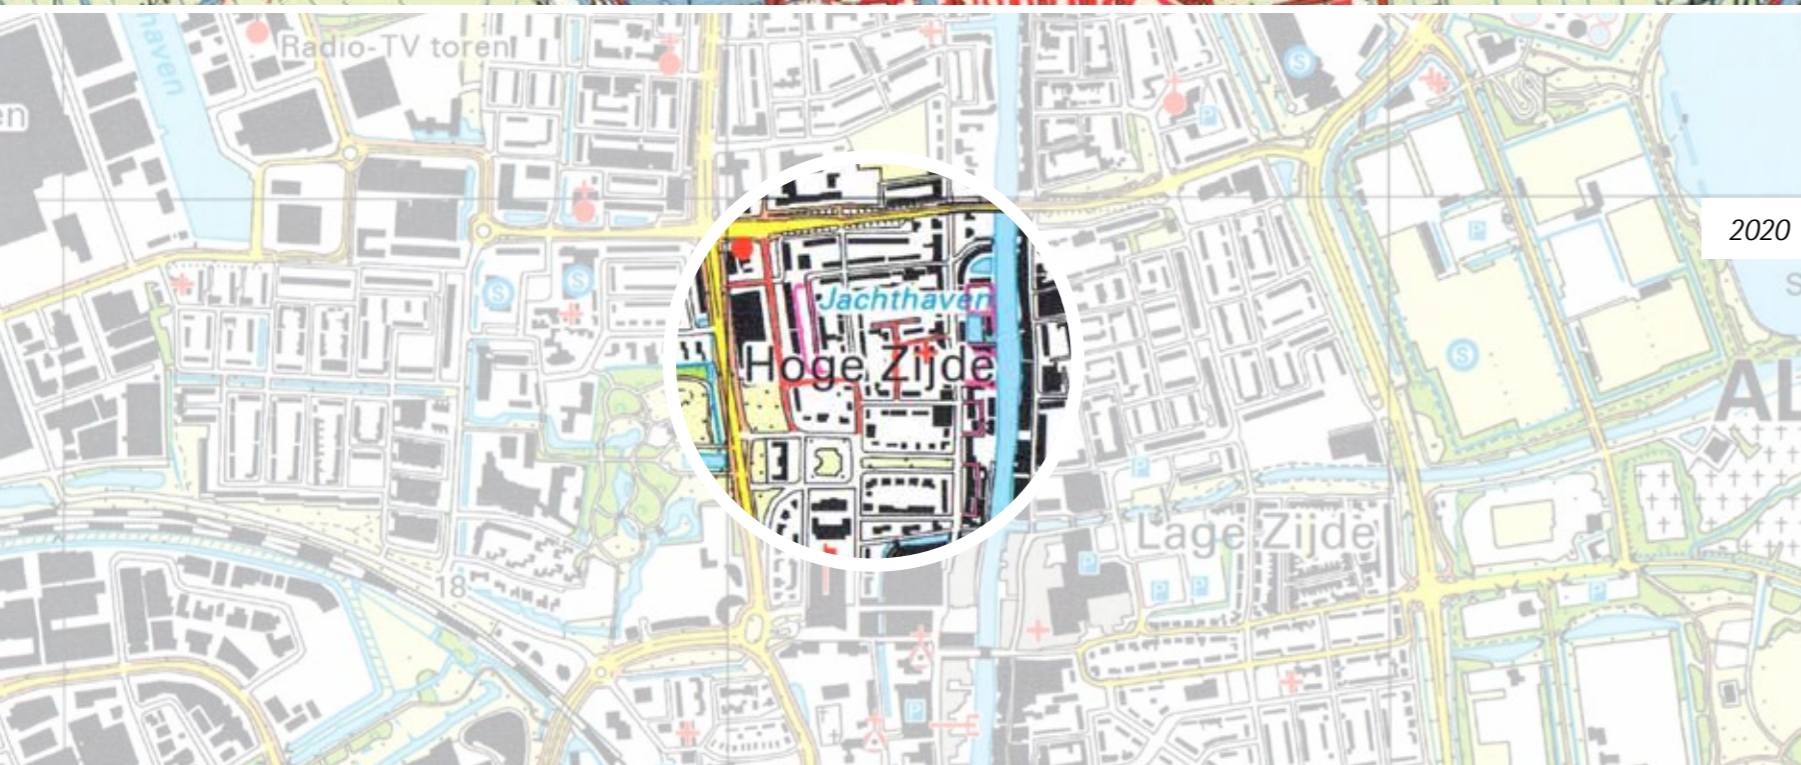 Radio-TV toren
haven
en
2020
Jachthaven
Hoge Zijde
AL
Lage Zijde
18
S
S
S
S
P
P
P
P
P
P
P
P